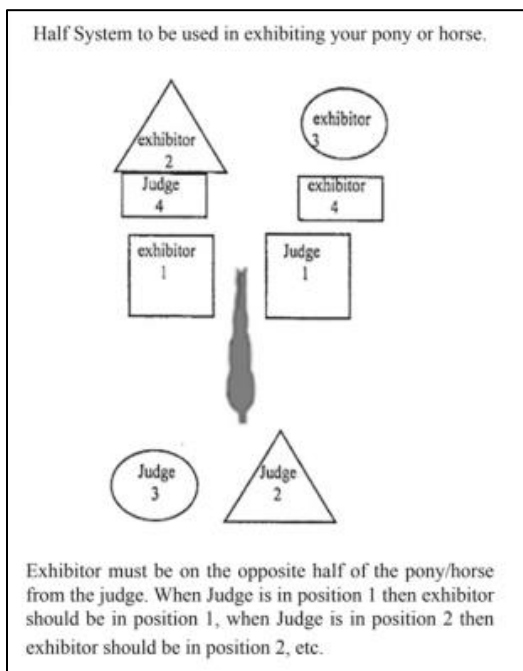 Half System to be used in exhibiting your pony or horse.
exhibitor
2
exhibitor
3
Judge
4
exhibitor
4
exhibitor
1
Judge
1
Judge
3
Judge
2
Exhibitor must be on the opposite half of the pony/horse
from the judge. When Judge is in position 1 then exhibitor
should be in position 1, when Judge is in position 2 then
exhibitor should be in position 2, etc.